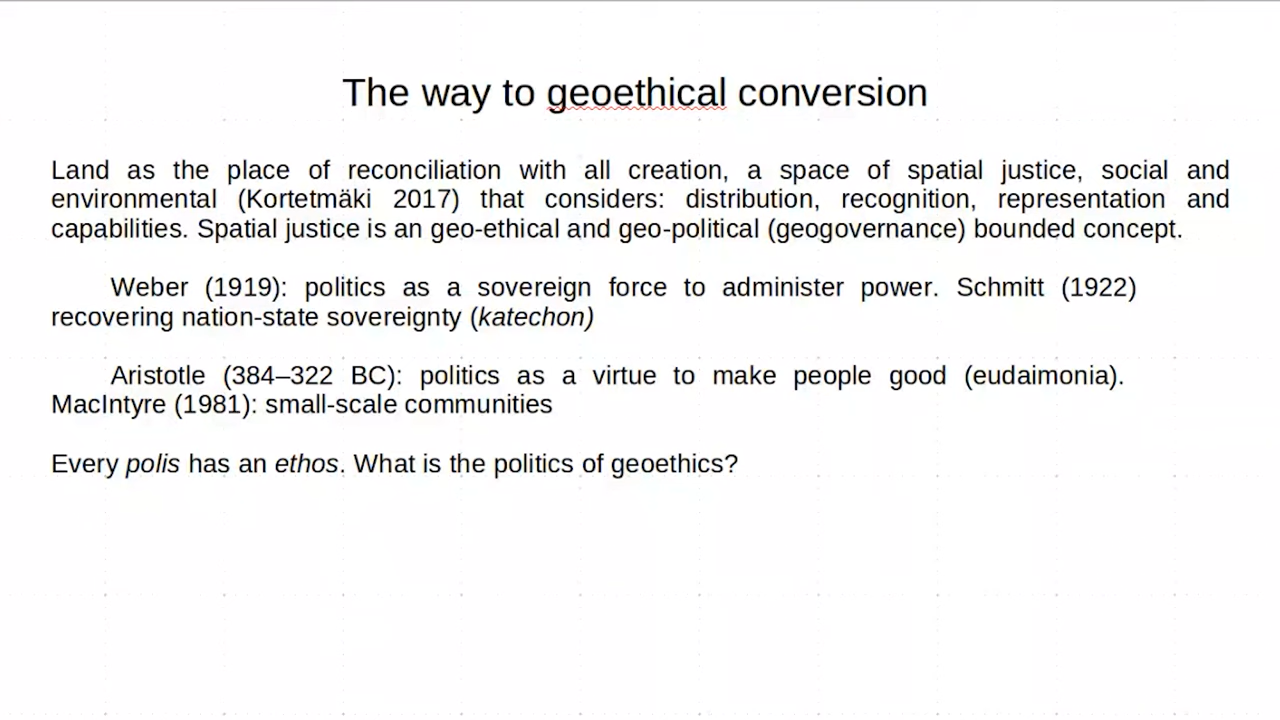 The way to geoethical conversion
Land as the place of reconciliation with all creation, a space of spatial justice, social and
environmental (Kortetmäki 2017) that considers: distribution, recognition, representation and
capabilities. Spatial justice is an geo-ethical and geo-political (geogovernance) bounded concept.
Weber (1919): politics as a sovereign force to administer power. Schmitt (1922)
recovering nation-state sovereignty (katechon)
Aristotle (384–322 BC): politics as a virtue to make people good (eudaimonia).
MacIntyre (1981): small-scale communities
Every polis has an ethos. What is the politics of geoethics?